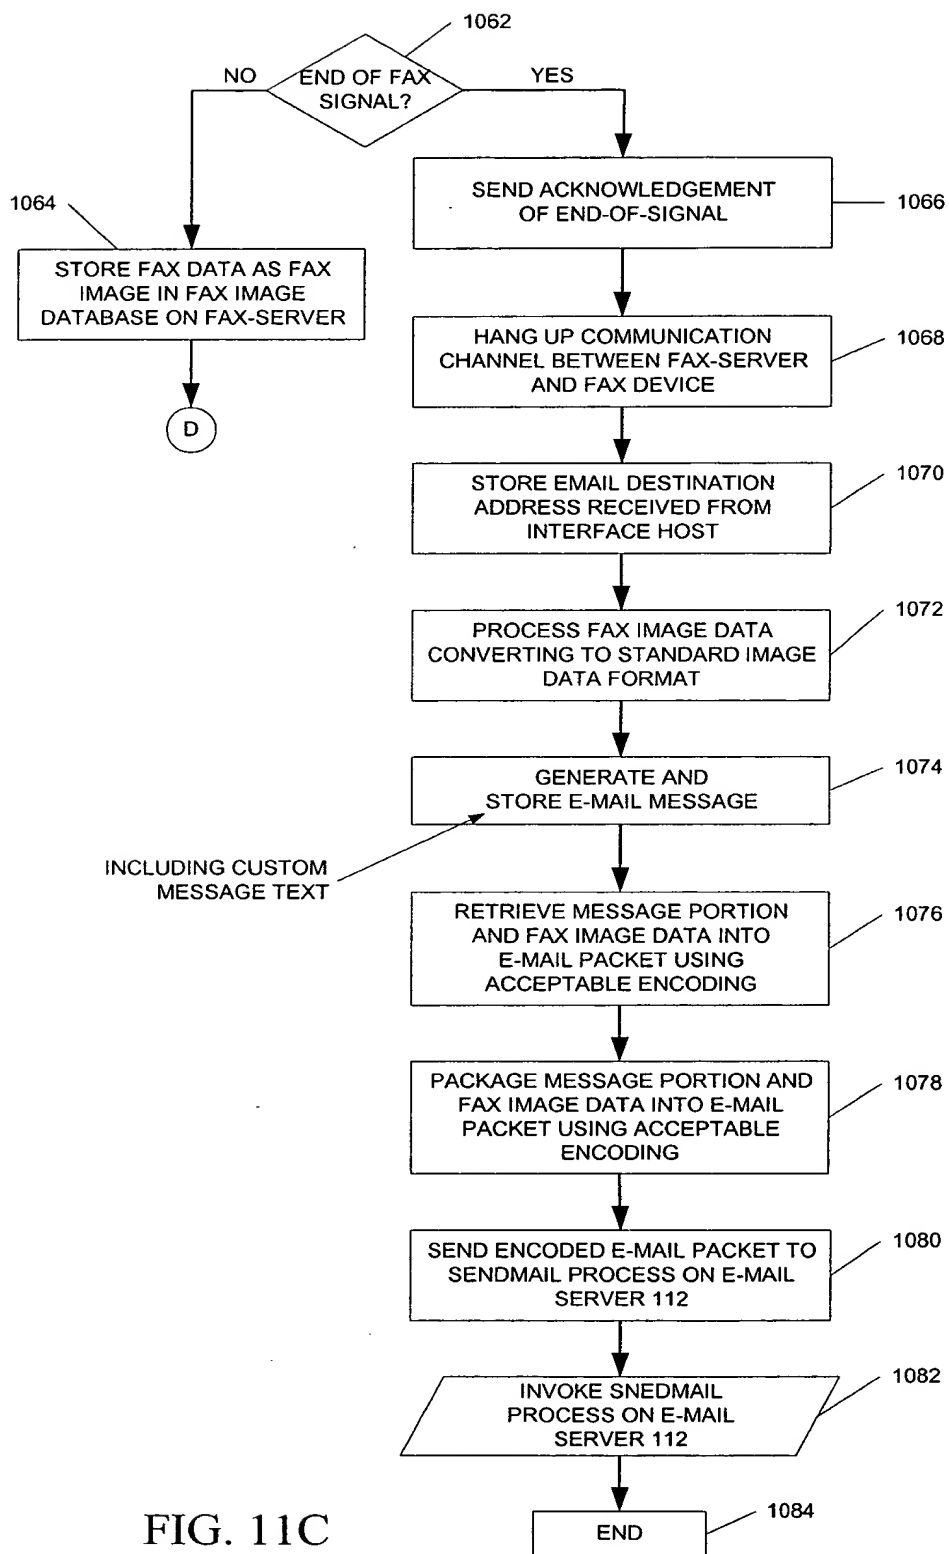 1062
END OF FAX
SIGNAL?
NO
YES
1064
STORE FAX DATA AS FAX
IMAGE IN FAX IMAGE
DATABASE ON FAX-SERVER
D
SEND ACKNOWLEDGEMENT
OF END-OF-SIGNAL
1066
HANG UP COMMUNICATION
CHANNEL BETWEEN FAX-SERVER
AND FAX DEVICE
1068
STORE EMAIL DESTINATION
ADDRESS RECEIVED FROM
INTERFACE HOST
1070
PROCESS FAX IMAGE DATA
CONVERTING TO STANDARD IMAGE
DATA FORMAT
1072
GENERATE AND
STORE E-MAIL MESSAGE
1074
INCLUDING CUSTOM
MESSAGE TEXT
RETRIEVE MESSAGE PORTION
AND FAX IMAGE DATA INTO
E-MAIL PACKET USING
ACCEPTABLE ENCODING
1076
PACKAGE MESSAGE PORTION AND
FAX IMAGE DATA INTO E-MAIL
PACKET USING ACCEPTABLE
ENCODING
1078
SEND ENCODED E-MAIL PACKET TO
SENDMAIL PROCESS ON E-MAIL
SERVER 112
1080
INVOKE SNEDMAIL
PROCESS ON E-MAIL
SERVER 112
1082
END
1084
FIG. 11C